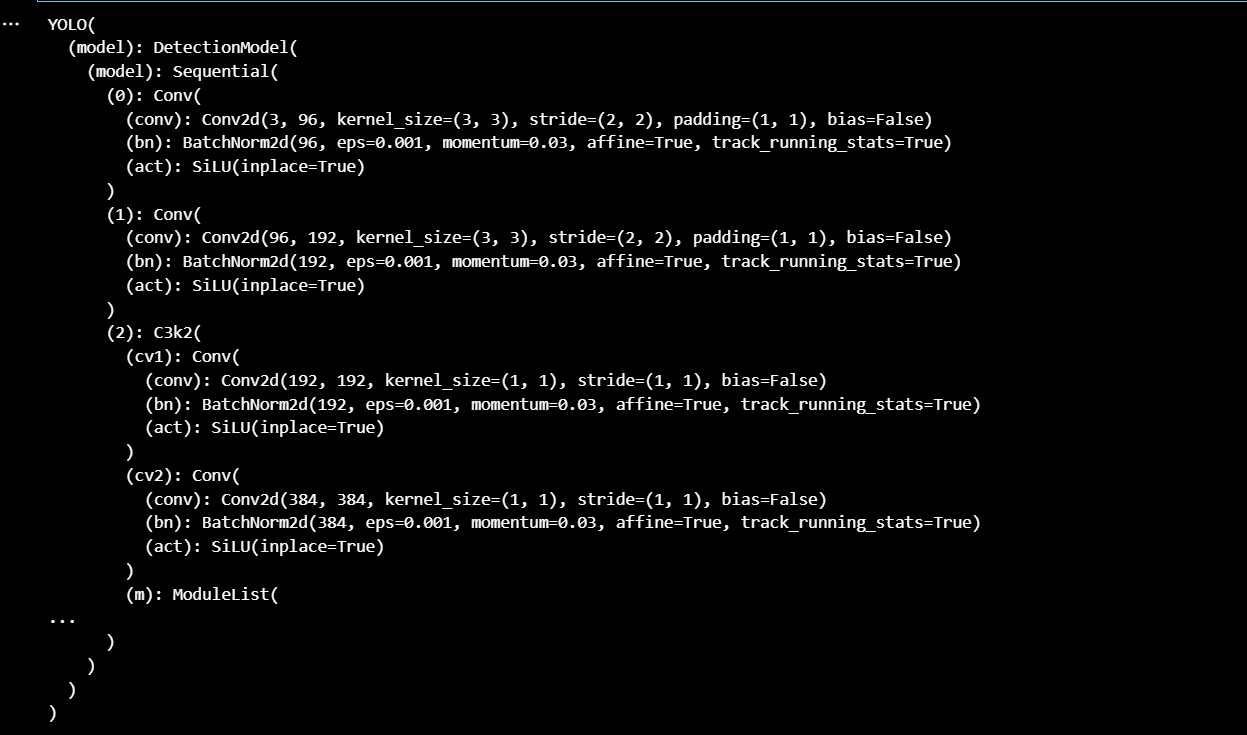 ...
YOLO(
  (model): DetectionModel(
    (model): Sequential(
      (0): Conv(
        (conv): Conv2d(3, 96, kernel_size=(3, 3), stride=(2, 2), padding=(1, 1), bias=False)
        (bn): BatchNorm2d(96, eps=0.001, momentum=0.03, affine=True, track_running_stats=True)
        (act): SiLU(inplace=True)
      )
      (1): Conv(
        (conv): Conv2d(96, 192, kernel_size=(3, 3), stride=(2, 2), padding=(1, 1), bias=False)
        (bn): BatchNorm2d(192, eps=0.001, momentum=0.03, affine=True, track_running_stats=True)
        (act): SiLU(inplace=True)
      )
      (2): C3k2(
        (cv1): Conv(
          (conv): Conv2d(192, 192, kernel_size=(1, 1), stride=(1, 1), bias=False)
          (bn): BatchNorm2d(192, eps=0.001, momentum=0.03, affine=True, track_running_stats=True)
          (act): SiLU(inplace=True)
        )
        (cv2): Conv(
          (conv): Conv2d(384, 384, kernel_size=(1, 1), stride=(1, 1), bias=False)
          (bn): BatchNorm2d(384, eps=0.001, momentum=0.03, affine=True, track_running_stats=True)
          (act): SiLU(inplace=True)
        )
        (m): ModuleList(
...
      )
    )
  )
)